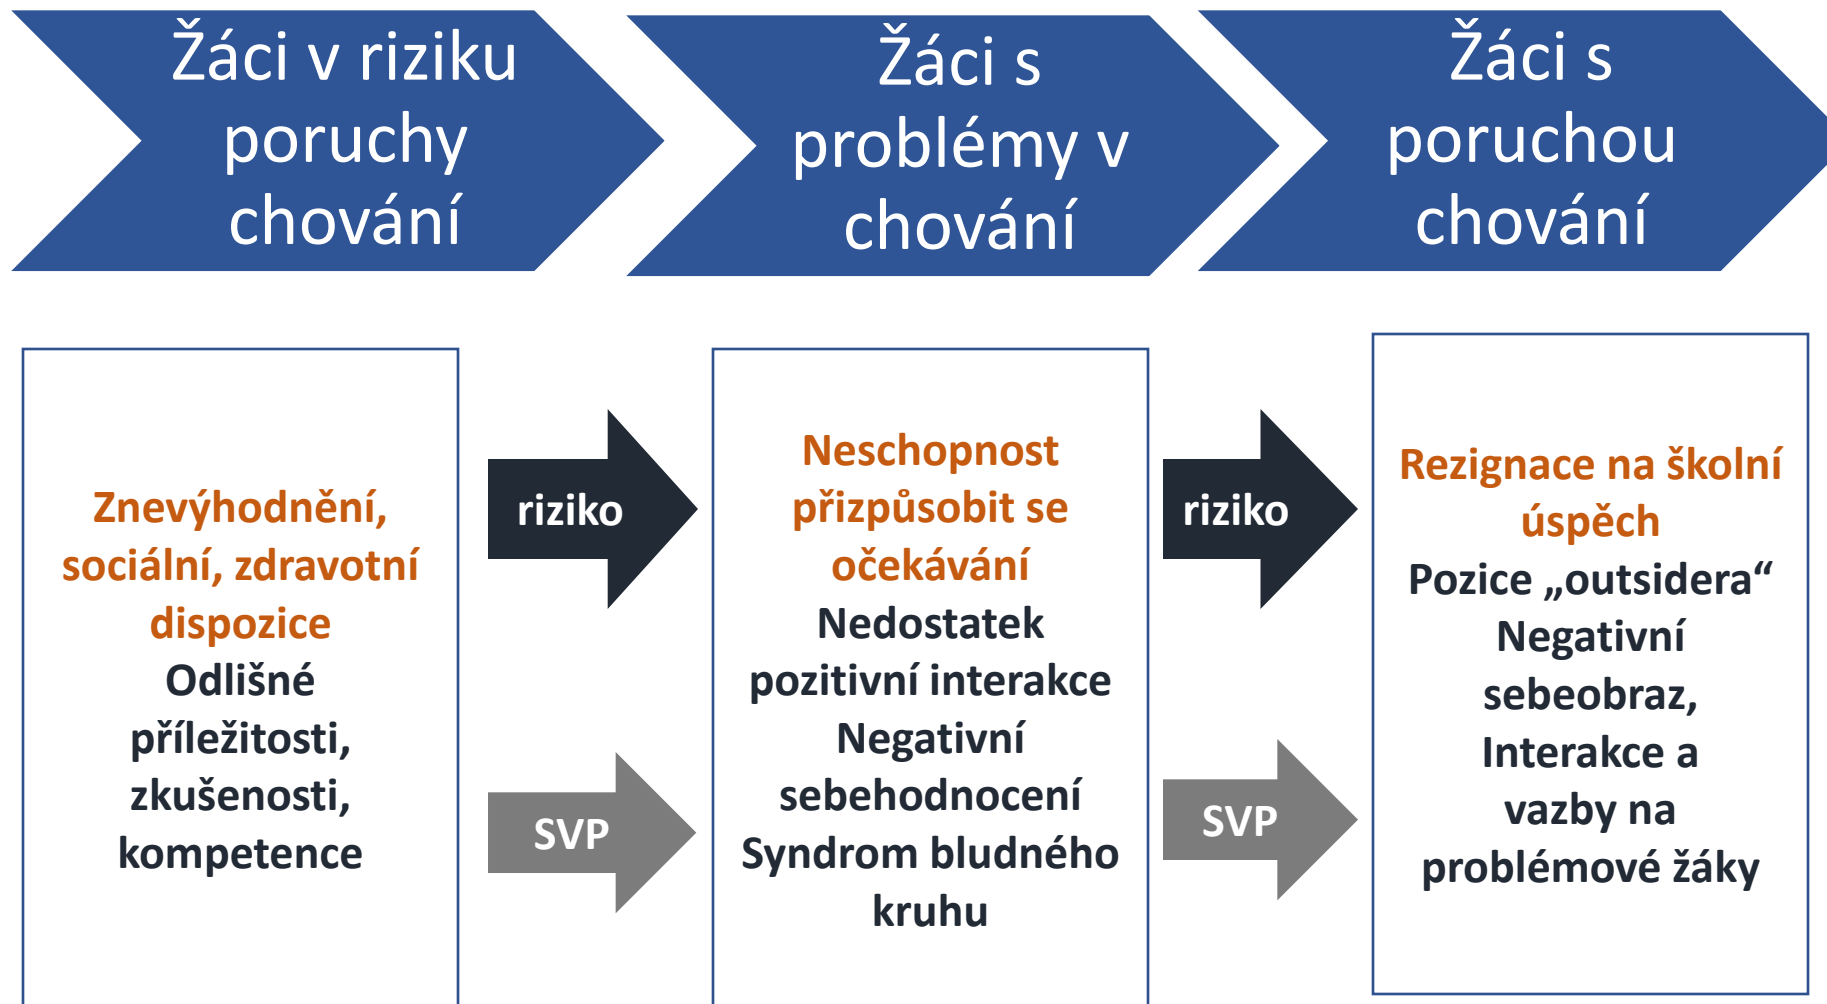 Žáci v riziku
poruchy
chování
Žáci s
problémy v
chování
Žáci s
poruchou
chování
Znevýhodnění,
sociální, zdravotní
dispozice
Odlišné
příležitosti,
zkušenosti,
kompetence
riziko
SVP
Neschopnost
přizpůsobit se
očekávání
Nedostatek
pozitivní interakce
Negativní
sebehodnocení
Syndrom bludného
kruhu
riziko
SVP
Rezignace na školní
úspěch
Pozice „outsidera“
Negativní
sebeobraz,
Interakce a
vazby na
problémové žáky